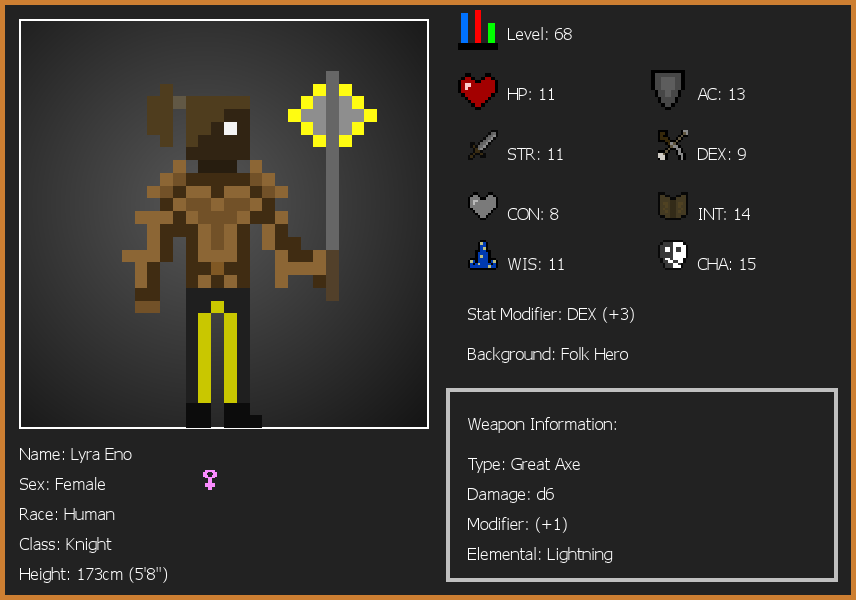 Level: 68
HP: 11
AC: 13
STR: 11
DEX: 9
CON: 8
INT: 14
WIS: 11
CHA: 15
Stat Modifier: DEX (+3)
Background: Folk Hero
Weapon Information:
Type: Great Axe
Damage: d6
Modifier: (+1)
Elemental: Lightning
Name: Lyra Eno
Sex: Female
Race: Human
Class: Knight
Height: 173cm (5'8")